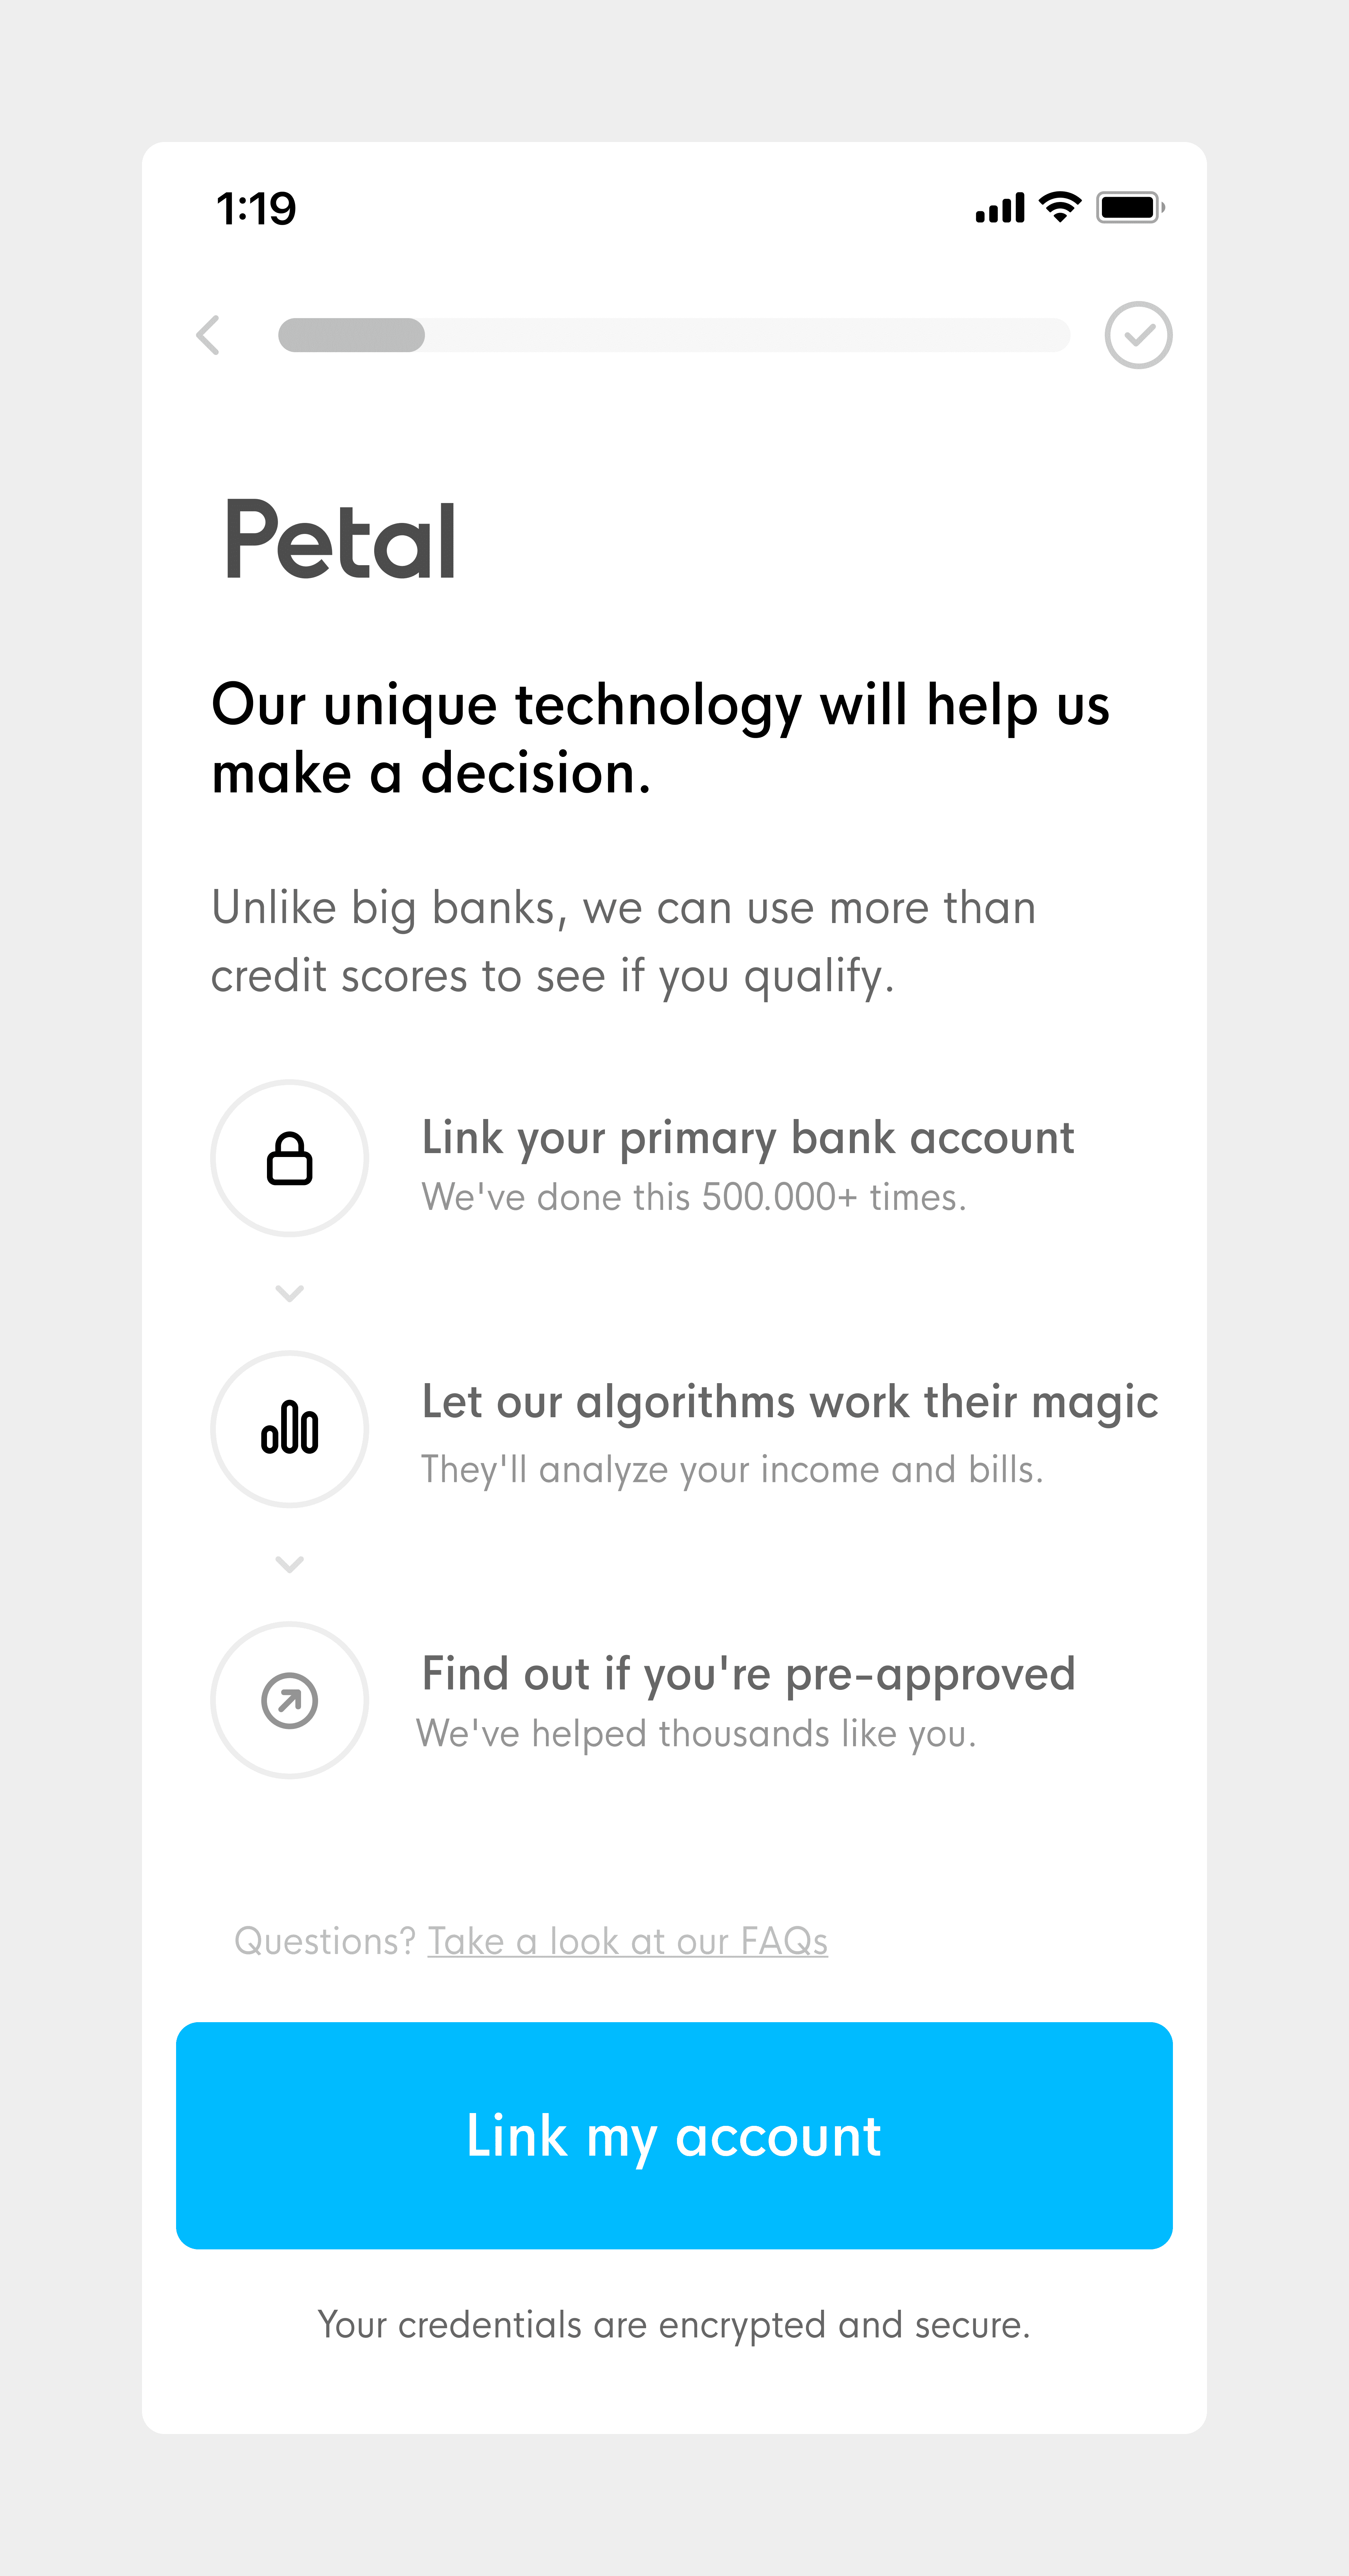 1:19
Petal
Our unique technology will help us
make a decision.
Unlike big banks, we can use more than
credit scores to see if you qualify.
Link your primary bank account
We've done this 500.000+ times.
Let our algorithms work their magic
They'll analyze your income and bills.
Find out if you're pre-approved
We've helped thousands like you.
Questions? Take a look at our FAQs
Link my account
Your credentials are encrypted and secure.